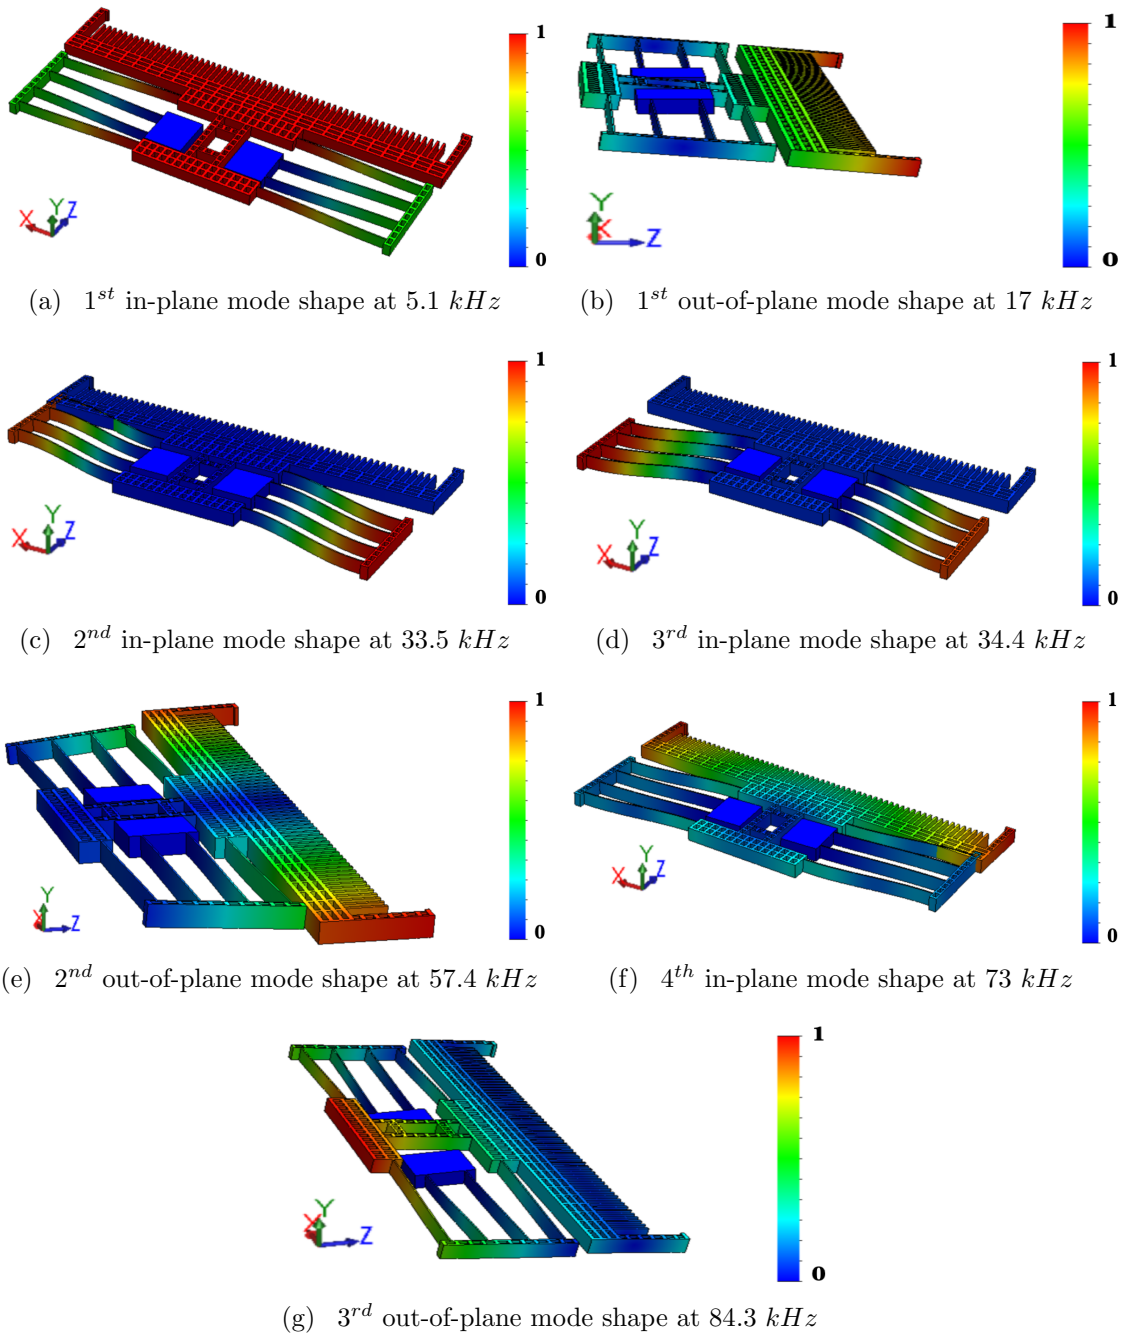 1
0
Y
Z
X
(a) 1st in-plane mode shape at 5.1 kHz
1
0
Y
X
Z
(b) 1st out-of-plane mode shape at 17 kHz
1
0
Y
X
Z
(c) 2nd in-plane mode shape at 33.5 kHz
1
0
Y
X
Z
(d) 3rd in-plane mode shape at 34.4 kHz
1
0
Y
X
Z
(e) 2nd out-of-plane mode shape at 57.4 kHz
1
0
Y
X
Z
(f) 4th in-plane mode shape at 73 kHz
1
0
Y
X
Z
(g) 3rd out-of-plane mode shape at 84.3 kHz